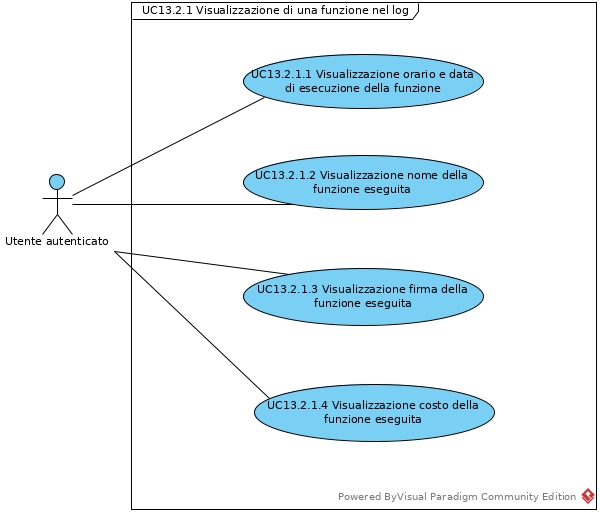 UC13.2.1 Visualizzazione di una funzione nel log
UC13.2.1.1 Visualizzazione orario e data
di esecuzione della funzione
UC13.2.1.2 Visualizzazione nome della
funzione eseguita
Utente autenticato
UC13.2.1.3 Visualizzazione firma della
funzione eseguita
UC13.2.1.4 Visualizzazione costo della
funzione eseguita
Powered ByVisual Paradigm Community Edition